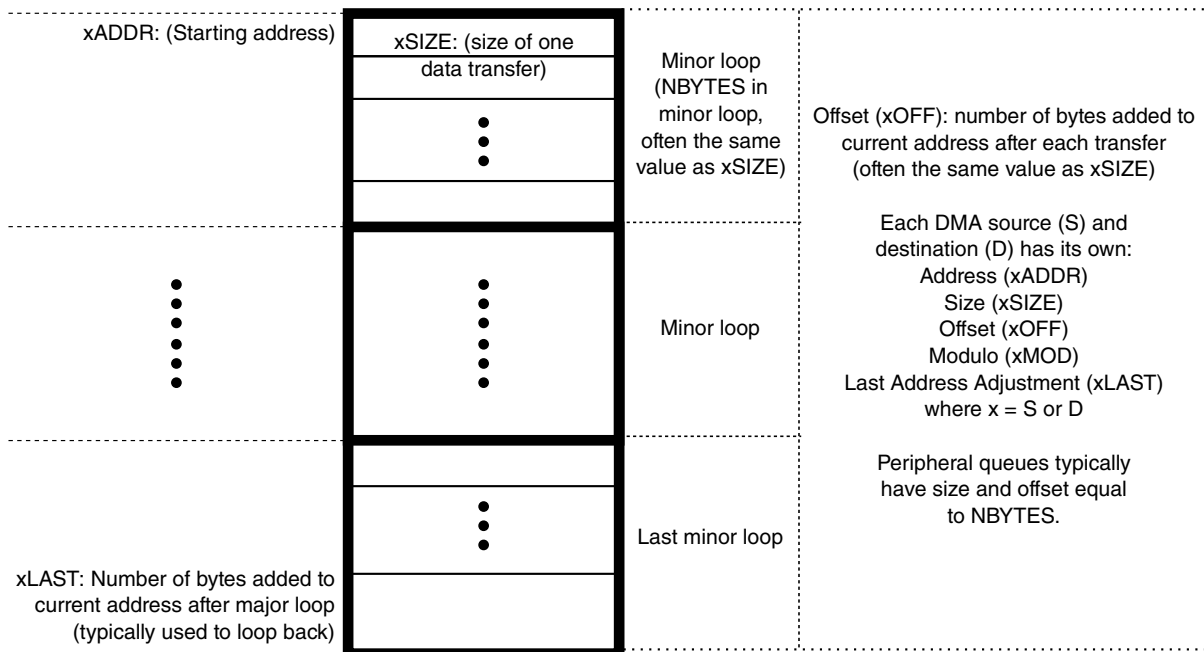 xADDR: (Starting address)
xSIZE: (size of one
data transfer)
Minor loop
(NBYTES in
minor loop,
often the same
value as xSIZE)
Offset (xOFF): number of bytes added to
current address after each transfer
(often the same value as xSIZE)
Each DMA source (S) and
destination (D) has its own:
Address (xADDR)
Size (xSIZE)
Offset (xOFF)
Modulo (xMOD)
Last Address Adjustment (xLAST)
where x = S or D
Minor loop
Peripheral queues typically
have size and offset equal
to NBYTES.
Last minor loop
xLAST: Number of bytes added to
current address after major loop
(typically used to loop back)